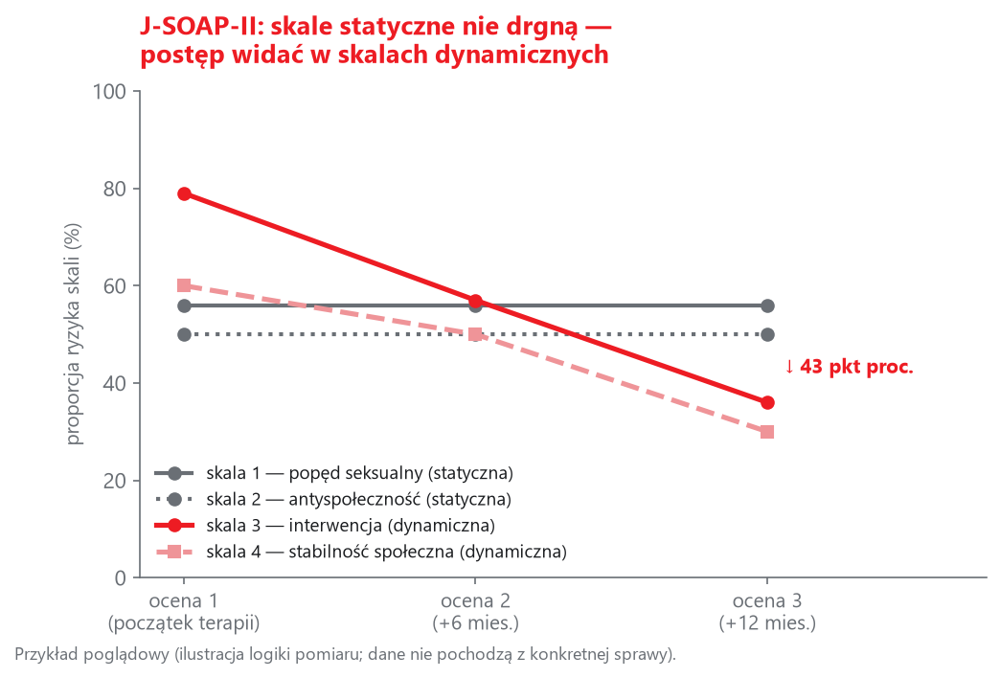 J-SOAP-II: skale statyczne nie drgną —
postęp widać w skalach dynamicznych
100
80
60
40
20
0
proporcja ryzyka skali (%)
↓ 43 pkt proc.
skala 1 — popęd seksualny (statyczna)
skala 2 — antyspołeczność (statyczna)
skala 3 — interwencja (dynamiczna)
skala 4 — stabilność społeczna (dynamiczna)
ocena 1
(początek terapii)
ocena 2
(+6 mies.)
ocena 3
(+12 mies.)
Przykład poglądowy (ilustracja logiki pomiaru; dane nie pochodzą z konkretnej sprawy).